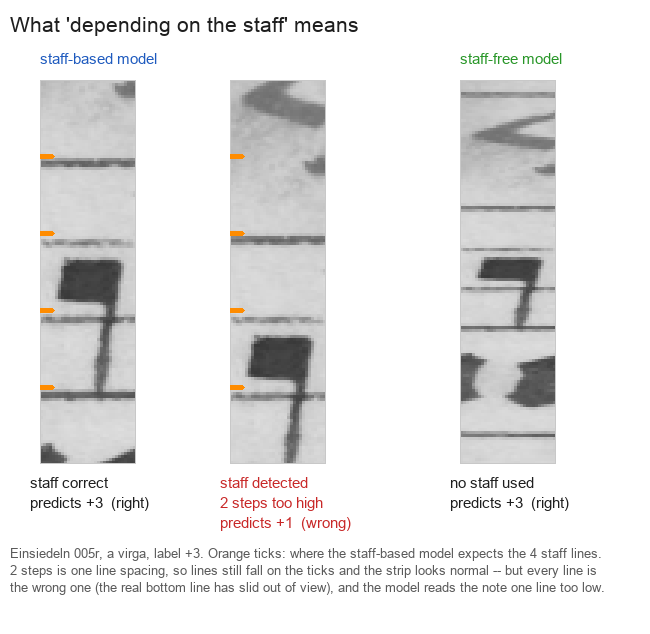 What 'depending on the staff' means
staff-based model
staff-free model
staff correct
predicts +3  (right)
staff detected
2 steps too high
predicts +1  (wrong)
no staff used
predicts +3  (right)
Einsiedeln 005r, a virga, label +3. Orange ticks: where the staff-based model expects the 4 staff lines.
2 steps is one line spacing, so lines still fall on the ticks and the strip looks normal -- but every line is
the wrong one (the real bottom line has slid out of view), and the model reads the note one line too low.